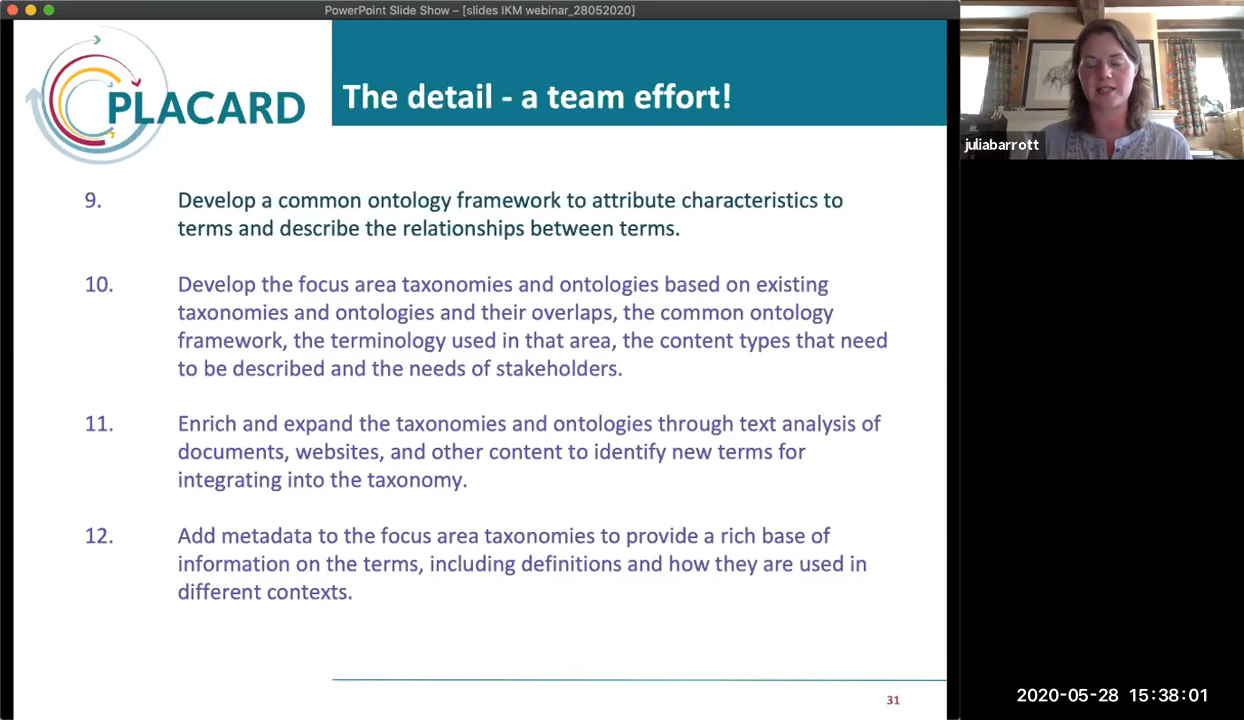 PowerPoint Slide Show – [slides IKM webinar_28052020]
PLACARD
The detail - a team effort!
juliabarrott
9. Develop a common ontology framework to attribute characteristics to
terms and describe the relationships between terms.
10. Develop the focus area taxonomies and ontologies based on existing
taxonomies and ontologies and their overlaps, the common ontology
framework, the terminology used in that area, the content types that need
to be described and the needs of stakeholders.
11. Enrich and expand the taxonomies and ontologies through text analysis of
documents, websites, and other content to identify new terms for
integrating into the taxonomy.
12. Add metadata to the focus area taxonomies to provide a rich base of
information on the terms, including definitions and how they are used in
different contexts.
31
2020-05-28 15:38:01